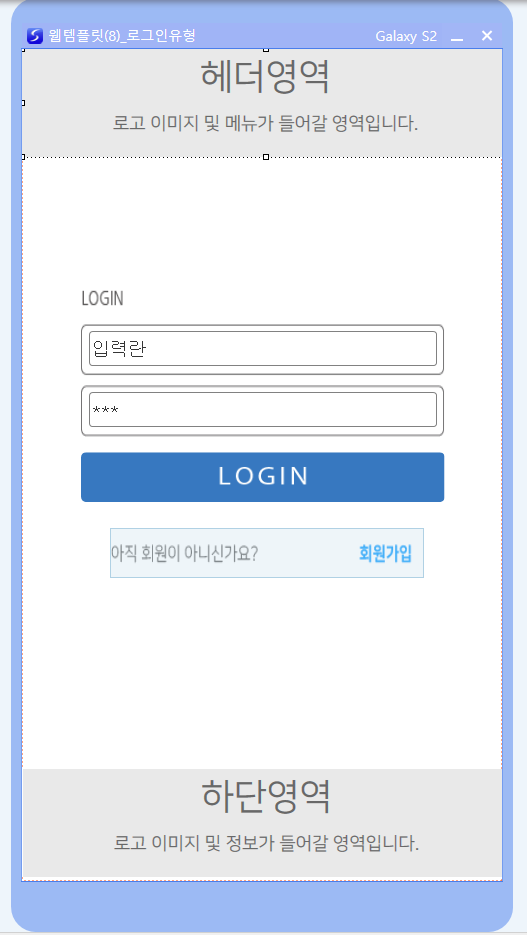 웹템플릿(8)_로그인유형 Galaxy S2
헤더영역
로고 이미지 및 메뉴가 들어갈 영역입니다.
LOGIN
입력란
***
LOGIN
아직 회원이 아니신가요? 회원가입
하단영역
로고 이미지 및 정보가 들어갈 영역입니다.